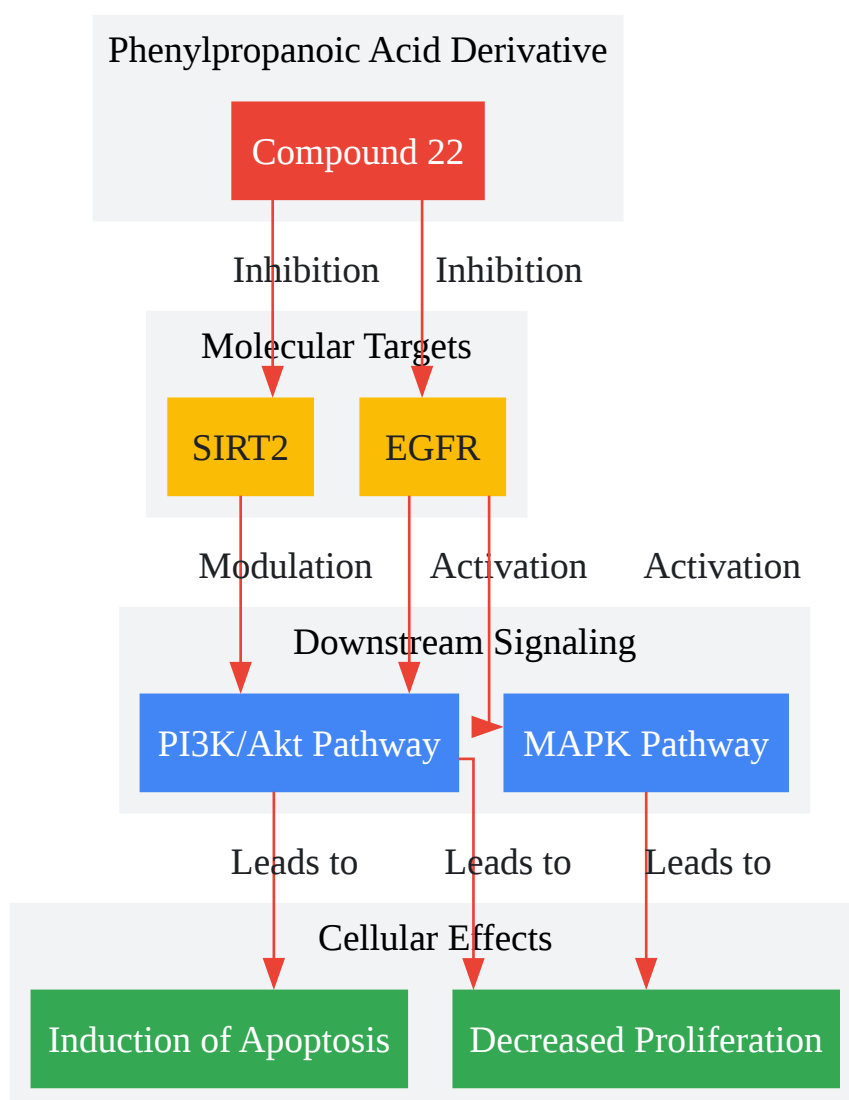 Phenylpropanoic Acid Derivative
Compound 22
Inhibition
Inhibition
Molecular Targets
SIRT2
EGFR
Modulation
Activation
Activation
Downstream Signaling
PI3K/Akt Pathway
MAPK Pathway
Leads to
Leads to
Leads to
Cellular Effects
Induction of Apoptosis
Decreased Proliferation